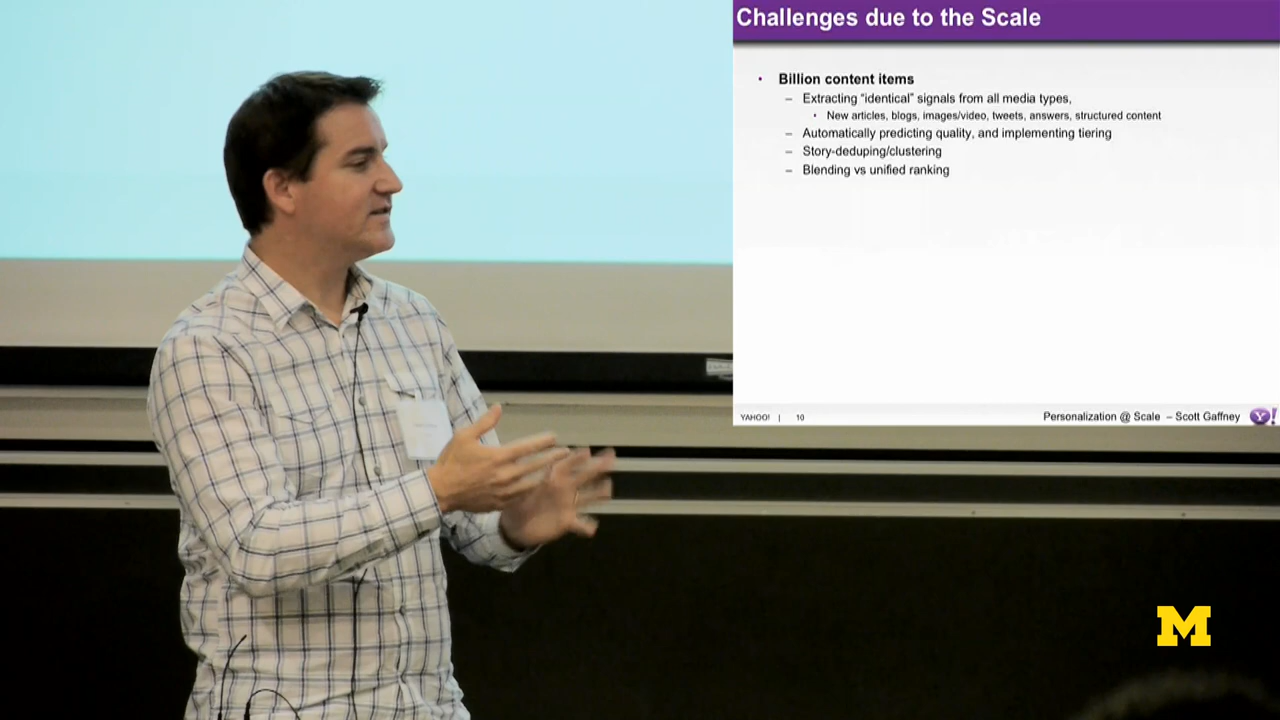 Challenges due to the Scale
• Billion content items
– Extracting “identical” signals from all media types,
• New articles, blogs, images/video, tweets, answers, structured content
– Automatically predicting quality, and implementing tiering
– Story-deduping/clustering
– Blending vs unified ranking
YAHOO! | 10 Personalization @ Scale – Scott Gaffney Y!
M